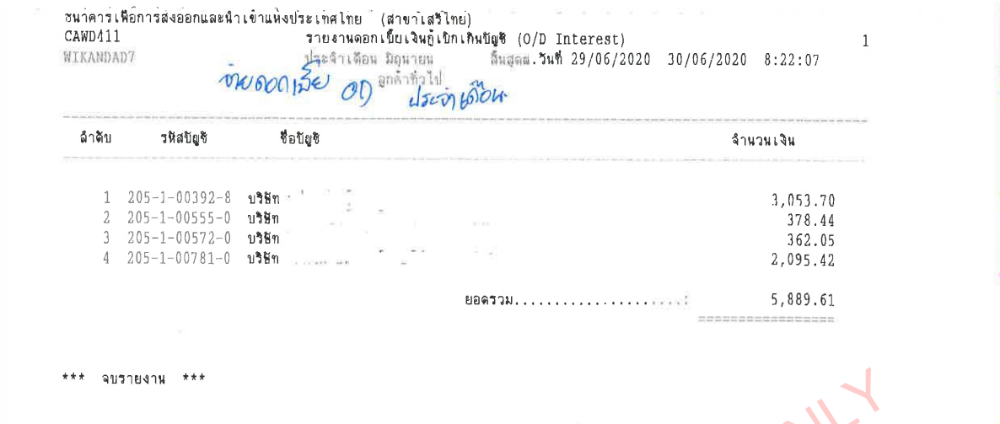 ธนาคารเพื่อการส่งออกและนำเข้าแห่งประเทศไทย (สาขาเสรีไทย)
CAWD411 รายงานดอกเบี้ยเงินกู้เบิกเกินบัญชี (O/D Interest) 1
WIKANDAD7 ประจำเดือน มิถุนายน สิ้นสุดณ.วันที่ 29/06/2020 30/06/2020 8:22:07
ลูกค้าทั่วไป
จ่ายดอกเบี้ย OD ประจำเดือน
ลำดับ รหัสบัญชี ชื่อบัญชี จำนวนเงิน
1 205-1-00392-8 บริษัท 3,053.70
2 205-1-00555-0 บริษัท 378.44
3 205-1-00572-0 บริษัท 362.05
4 205-1-00781-0 บริษัท 2,095.42
ยอดรวม.....................: 5,889.61
*** จบรายงาน ***